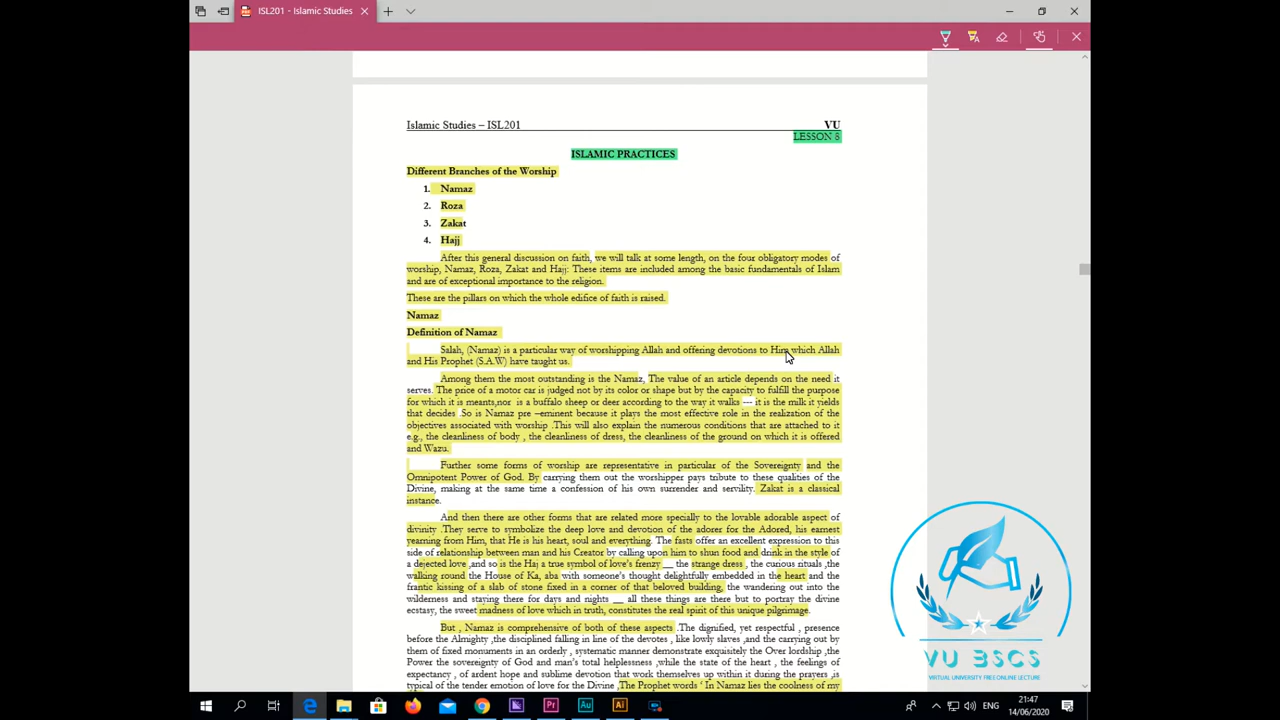 ISL201 - Islamic Studies
Islamic Studies – ISL201 VU
LESSON 8
ISLAMIC PRACTICES
Different Branches of the Worship
1. Namaz
2. Roza
3. Zakat
4. Hajj
After this general discussion on faith, we will talk at some length, on the four obligatory modes of
worship, Namaz, Roza, Zakat and Hajj: These items are included among the basic fundamentals of Islam
and are of exceptional importance to the religion.
These are the pillars on which the whole edifice of faith is raised.
Namaz
Definition of Namaz
Salah, (Namaz) is a particular way of worshipping Allah and offering devotions to Him which Allah
and His Prophet (S.A.W) have taught us.
Among them the most outstanding is the Namaz, The value of an article depends on the need it
serves. The price of a motor car is judged not by its color or shape but by the capacity to fulfill the purpose
for which it is meants,nor is a buffalo sheep or deer according to the way it walks --- it is the milk it yields
that decides .So is Namaz pre –eminent because it plays the most effective role in the realization of the
objectives associated with worship .This will also explain the numerous conditions that are attached to it
e.g., the cleanliness of body , the cleanliness of dress, the cleanliness of the ground on which it is offered
and Wazu.
Further some forms of worship are representative in particular of the Sovereignty and the
Omnipotent Power of God. By carrying them out the worshipper pays tribute to these qualities of the
Divine, making at the same time a confession of his own surrender and servility. Zakat is a classical
instance.
And then there are other forms that are related more specially to the lovable adorable aspect of
divinity .They serve to symbolize the deep love and devotion of the adorer for the Adored, his earnest
yearning from Him, that He is his heart, soul and everything. The fasts offer an excellent expression to this
side of relationship between man and his Creator by calling upon him to shun food and drink in the style of
a dejected love ,and so is the Haj a true symbol of love's frenzy __ the strange dress , the curious rituals ,the
walking round the House of Ka, aba with someone's thought delightfully embedded in the heart and the
frantic kissing of a slab of stone fixed in a corner of that beloved building, the wandering out into the
wilderness and staying there for days and nights __ all these things are there but to portray the divine
ecstasy, the sweet madness of love which in truth, constitutes the real spirit of this unique pilgrimage.
But , Namaz is comprehensive of both of these aspects .The dignified, yet respectful , presence
before the Almighty ,the disciplined falling in line of the devotes , like lowly slaves ,and the carrying out by
them of fixed monuments in an orderly , systematic manner demonstrate exquisitely the Over lordship ,the
Power the sovereignty of God and man's total helplessness ,while the state of the heart , the feelings of
expectancy , of ardent hope and sublime devotion that work themselves up within it during the prayers ,is
typical of the tender emotion of love for the Divine ,The Prophet words ' In Namaz lies the coolness of my
VU BSCS
VIRTUAL UNIVERSITY FREE ONLINE LECTURE
ENG
21:47
14/06/2020